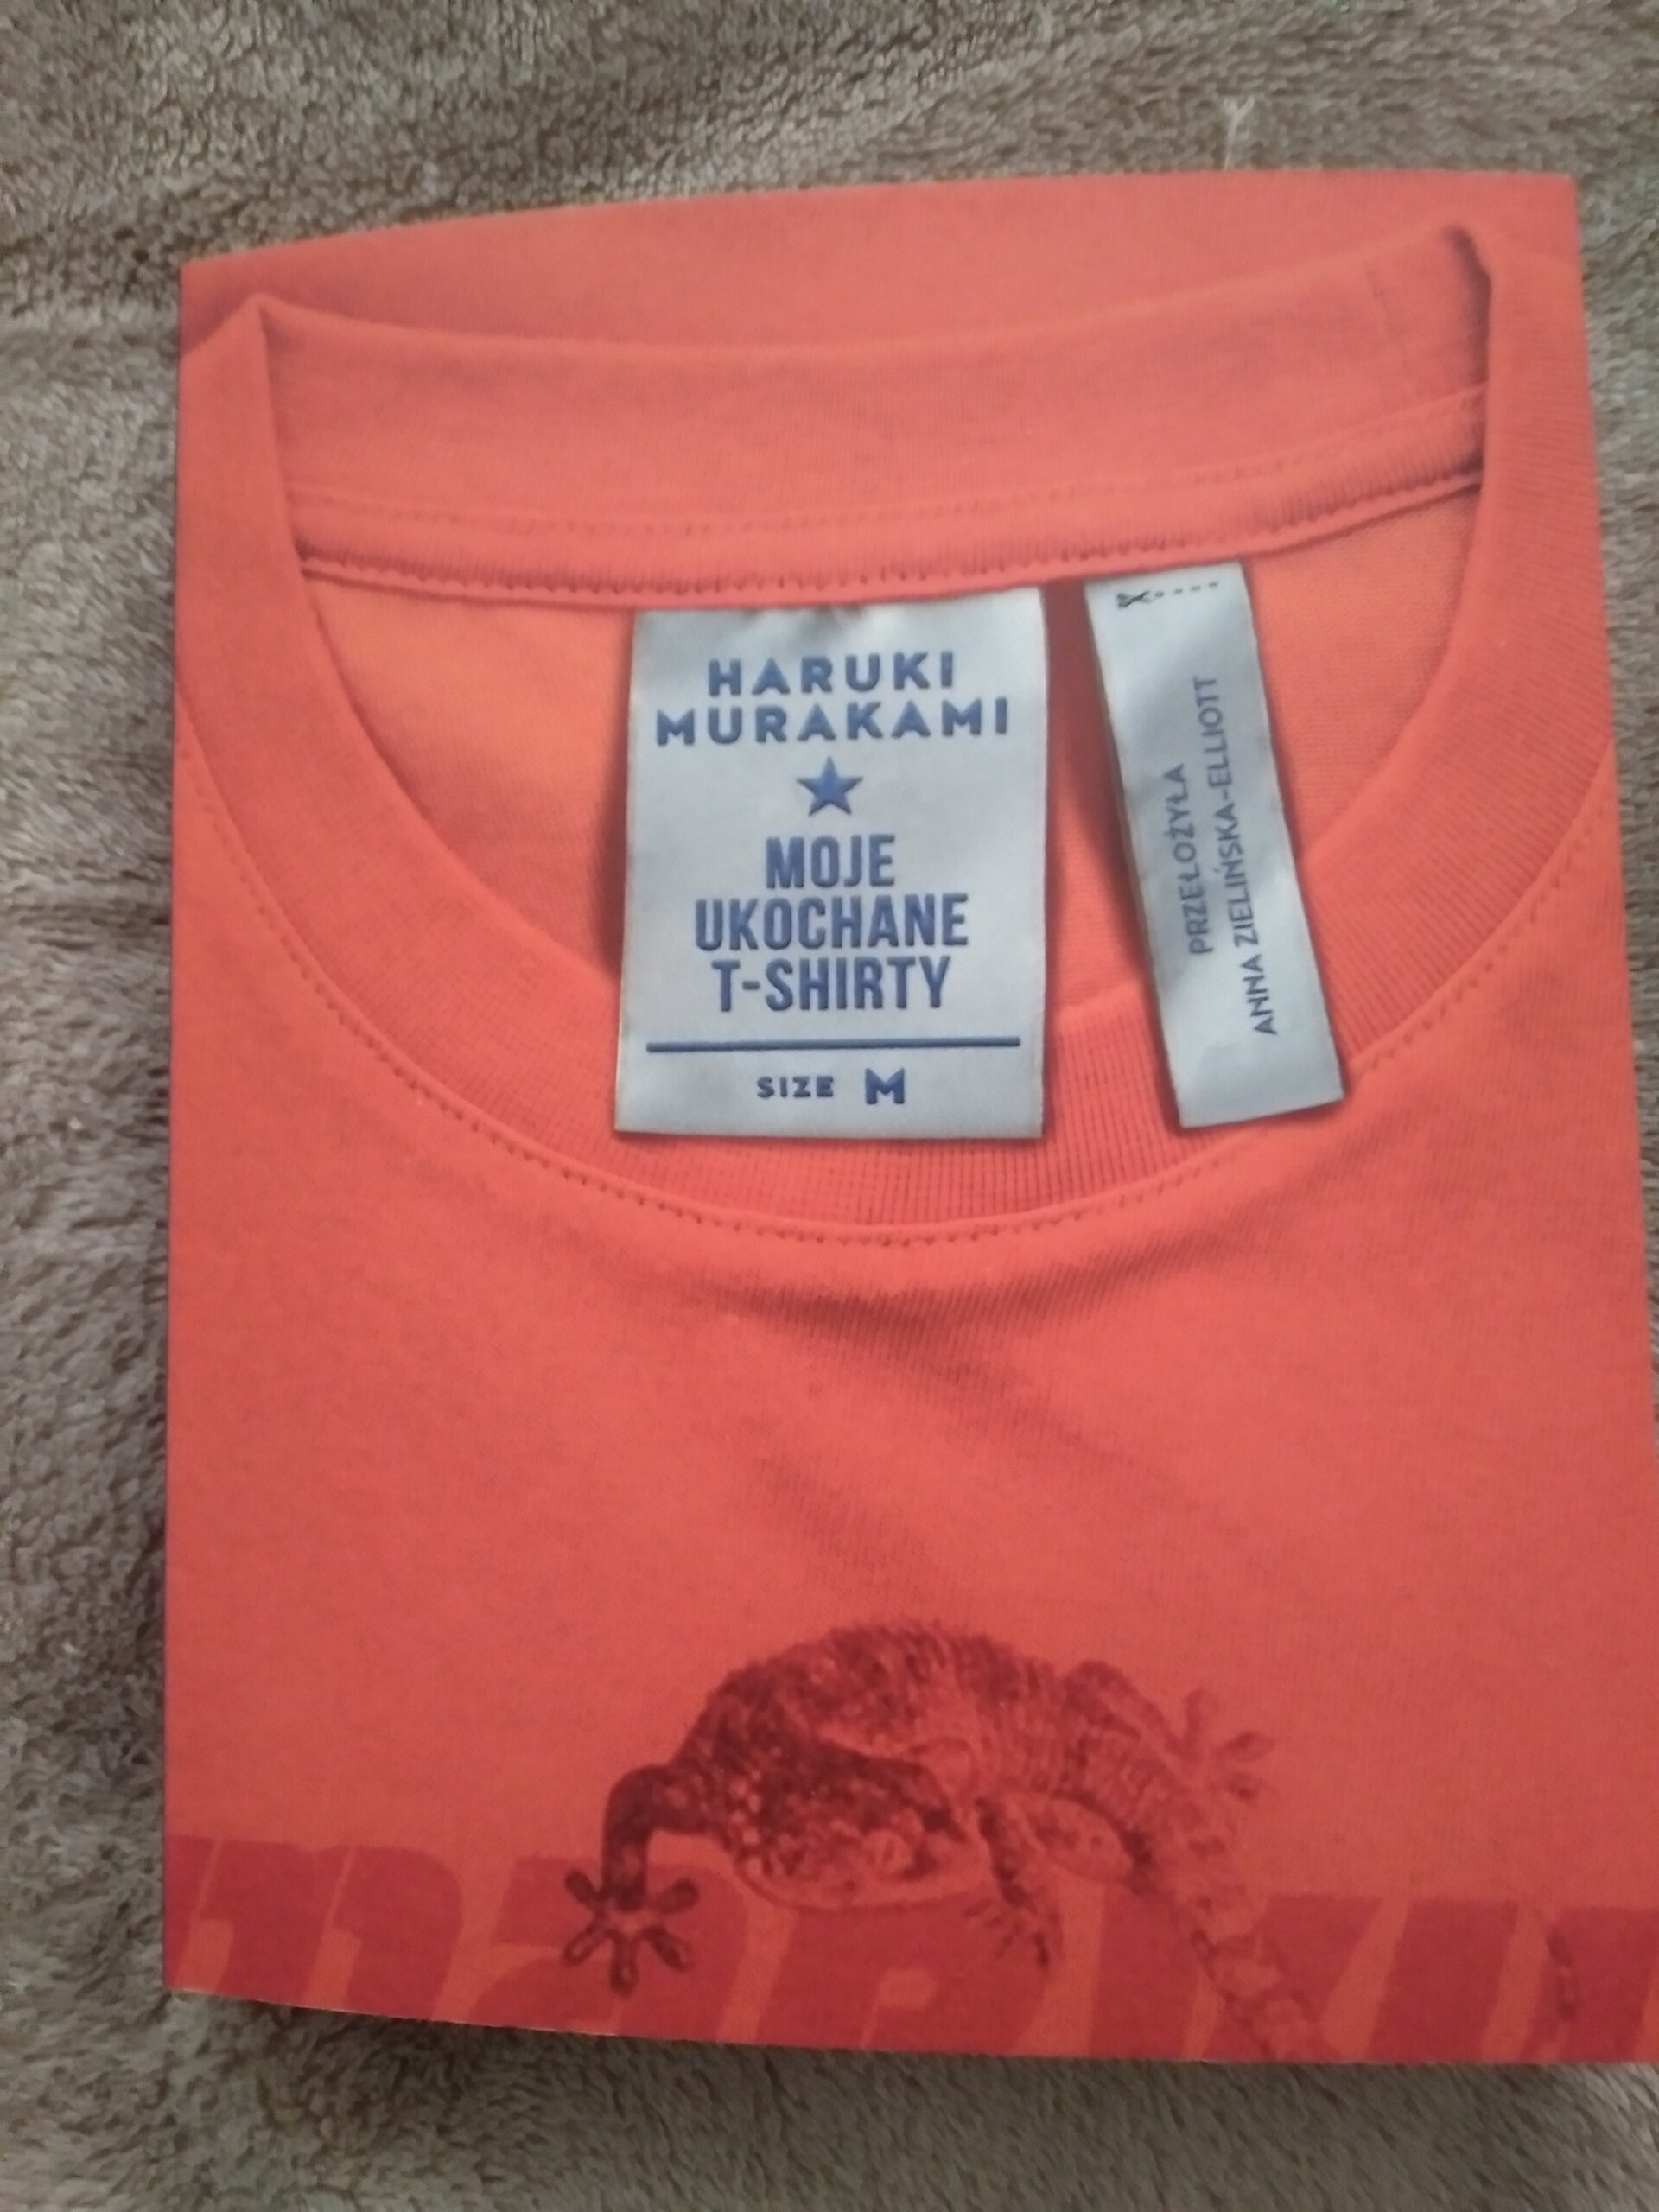 HARUKI
MURAKAMI
MOJE
UKOCHANE
T-SHIRTY
SIZE M
PRZEŁOŻYŁA
ANNA ZIELIŃSKA-ELLIOTT